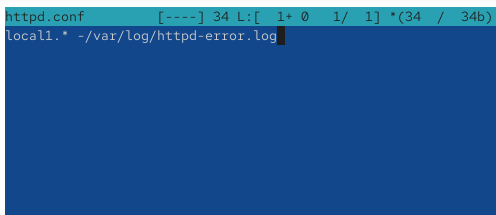 httpd.conf [----] 34 L:[ 1+ 0 1/ 1] *(34 / 34b)
local1.* -/var/log/httpd-error.log